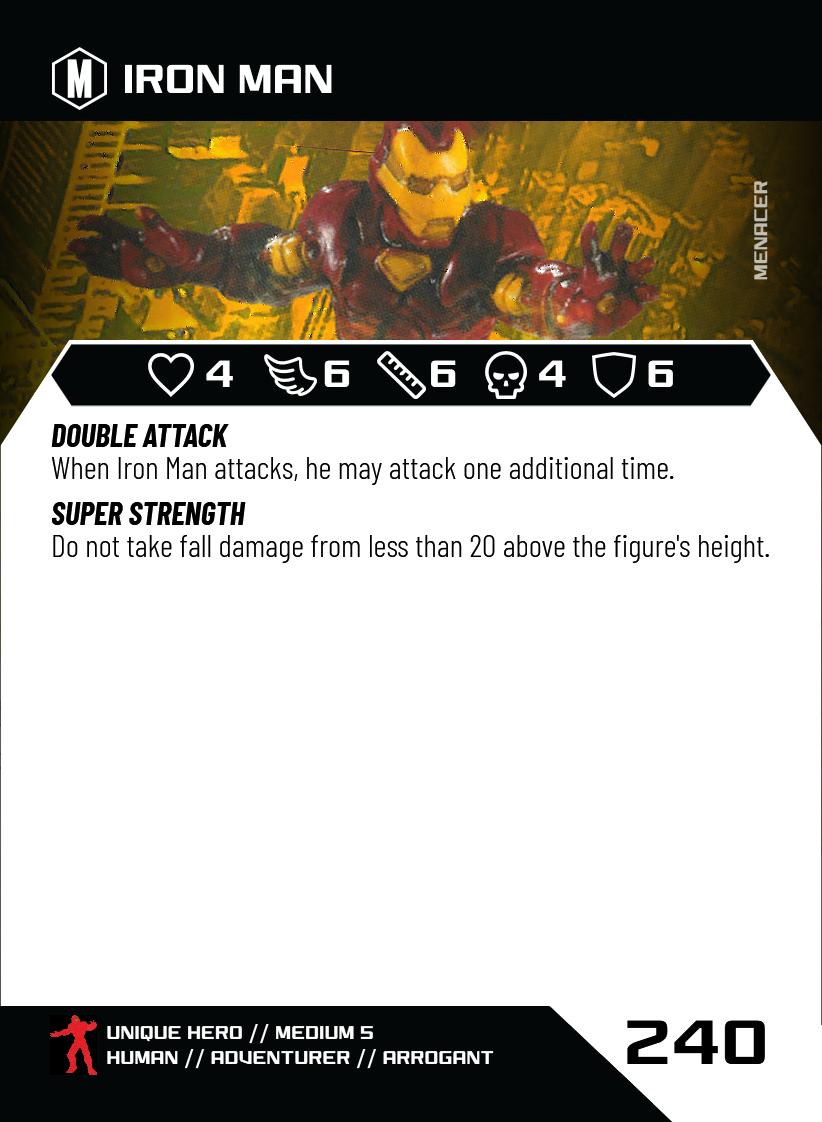 M IRON MAN
MENACER
4 6 6 4 6
DOUBLE ATTACK
When Iron Man attacks, he may attack one additional time.
SUPER STRENGTH
Do not take fall damage from less than 20 above the figure's height.
UNIQUE HERO // MEDIUM 5
HUMAN // ADVENTURER // ARROGANT
240